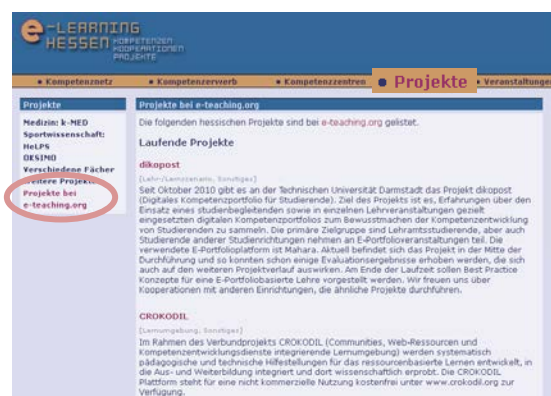 e-LEARNING
HESSEN KOMPETENZEN
KOOPERATIONEN
PROJEKTE
• Kompetenznetz • Kompetenzerwerb • Kompetenzzentren • Projekte • Veranstaltungen
Projekte
Medizin: k-MED
Sportwissenschaft:
HeLPS
OKSIMO
Verschiedene Fächer
Weitere Projekte
Projekte bei
e-teaching.org
Projekte bei e-teaching.org
Die folgenden hessischen Projekte sind bei e-teaching.org gelistet.
Laufende Projekte
dikopost
[Lehr-/Lernszenario, Sonstiges]
Seit Oktober 2010 gibt es an der Technischen Universität Darmstadt das Projekt dikopost
(Digitales Kompetenzportfolio für Studierende). Ziel des Projekts ist es, Erfahrungen über den
Einsatz eines studienbegleitenden sowie in einzelnen Lehrveranstaltungen gezielt
eingesetzten digitalen Kompetenzportfolios zum Bewusstmachen der Kompetenzentwicklung
von Studierenden zu sammeln. Die primäre Zielgruppe sind Lehramtsstudierende, aber auch
Studierende anderer Studienrichtungen nehmen an E-Portfolioveranstaltungen teil. Die
verwendete E-Portfolioplatform ist Mahara. Aktuell befindet sich das Projekt in der Mitte der
Durchführung und so konnten schon einige Evaluationsergebnisse erhoben werden, die sich
auch auf den weiteren Projektverlauf auswirken. Am Ende der Laufzeit sollen Best Practice
Konzepte für eine E-Portfoliobasierte Lehre vorgestellt werden. Wir freuen uns über
Kooperationen mit anderen Einrichtungen, die ähnliche Projekte durchführen.
CROKODIL
[Lernumgebung, Sonstiges]
Im Rahmen des Verbundprojekts CROKODIL (Communities, Web-Ressourcen und
Kompetenzentwicklungsdienste integrierende Lernumgebung) werden systematisch
pädagogische und technische Hilfestellungen für das ressourcenbasierte Lernen entwickelt, in
die Aus- und Weiterbildung integriert und dort wissenschaftlich erprobt. Die CROKODIL
Plattform steht für eine nicht kommerzielle Nutzung kostenfrei unter www.crokodil.org zur
Verfügung.